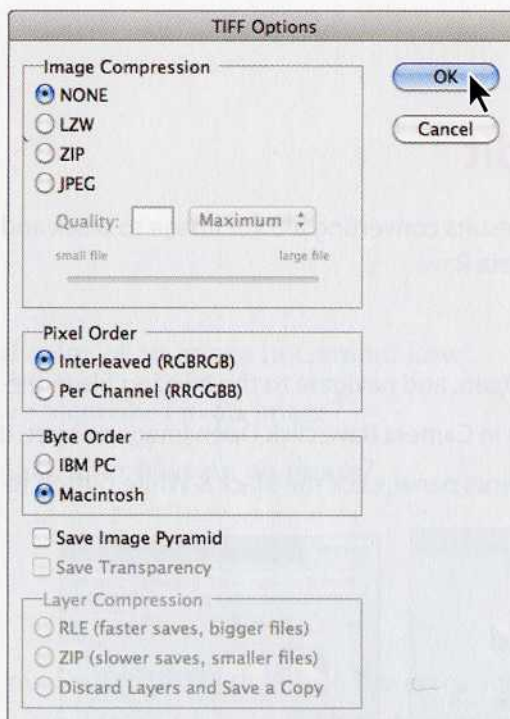 TIFF Options
Image Compression
NONE
LZW
ZIP
JPEG
Quality: Maximum
small file large file
OK
Cancel
Pixel Order
Interleaved (RGBRGB)
Per Channel (RRGGBB)
Byte Order
IBM PC
Macintosh
Save Image Pyramid
Save Transparency
Layer Compression
RLE (faster saves, bigger files)
ZIP (slower saves, smaller files)
Discard Layers and Save a Copy